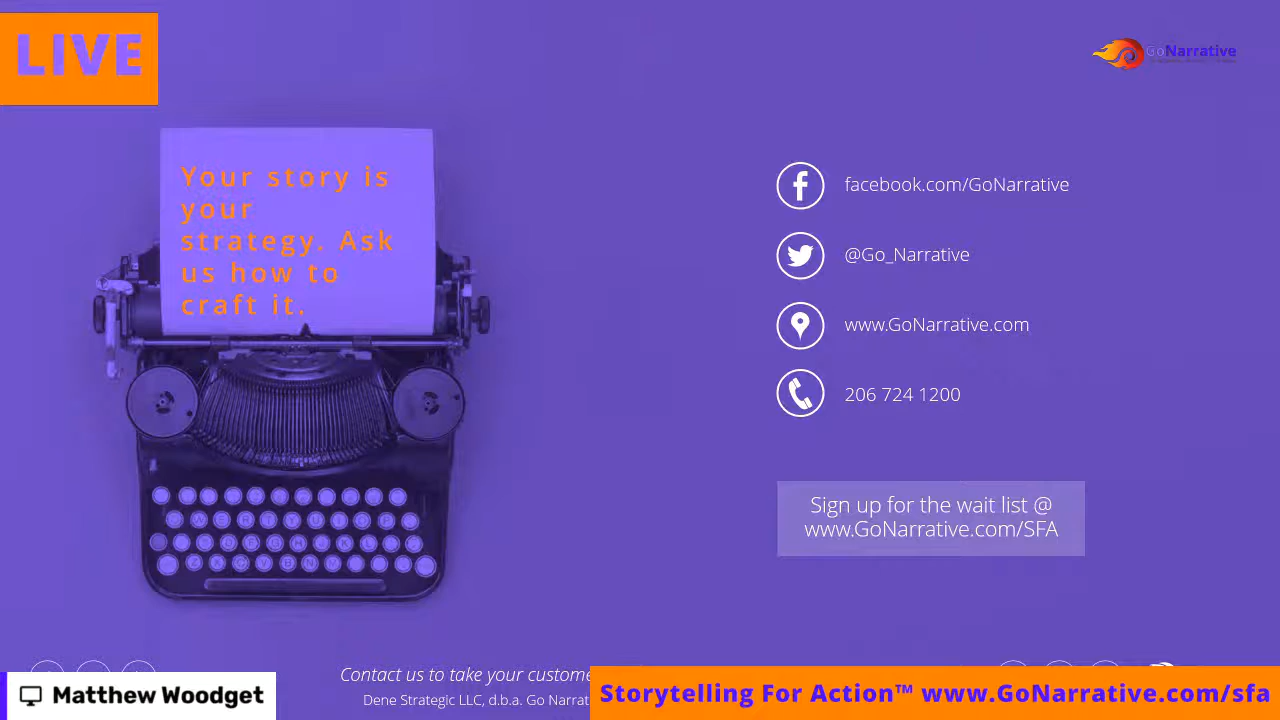 LIVE
GoNarrative
Your story is
your
strategy. Ask
us how to
craft it.
facebook.com/GoNarrative
@Go_Narrative
www.GoNarrative.com
206 724 1200
Sign up for the wait list @
www.GoNarrative.com/SFA
Contact us to take your
Dene Strategic LLC, d.b.a. Go
Matthew Woodget
Storytelling For Action™ www.GoNarrative.com/sfa